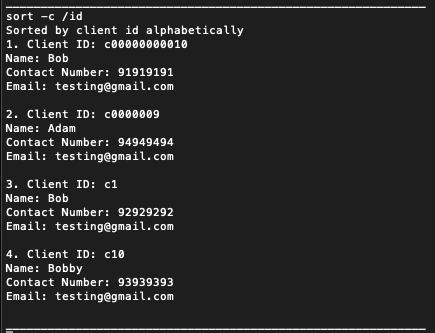 sort -c /id
Sorted by client id alphabetically
1. Client ID: c00000000010
Name: Bob
Contact Number: 91919191
Email: testing@gmail.com
2. Client ID: c0000009
Name: Adam
Contact Number: 94949494
Email: testing@gmail.com
3. Client ID: c1
Name: Bob
Contact Number: 92929292
Email: testing@gmail.com
4. Client ID: c10
Name: Bobby
Contact Number: 93939393
Email: testing@gmail.com